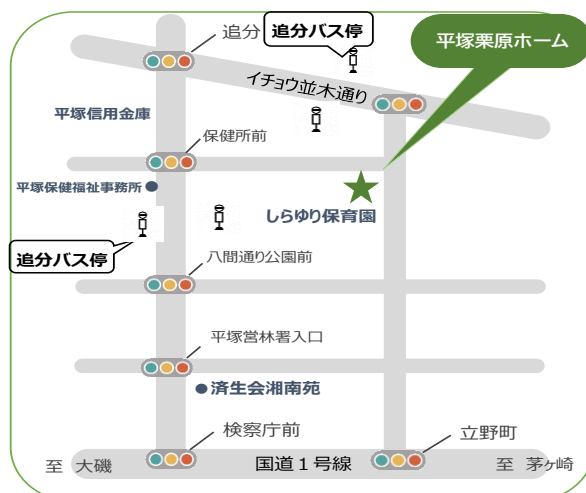 追分
追分バス停
平塚栗原ホーム
イチョウ並木通り
平塚信用金庫
保健所前
平塚保健福祉事務所
しらゆり保育園
追分バス停
八間通り公園前
平塚営林署入口
済生会湘南苑
検察庁前
立野町
至 大磯
国道１号線
至 茅ヶ崎